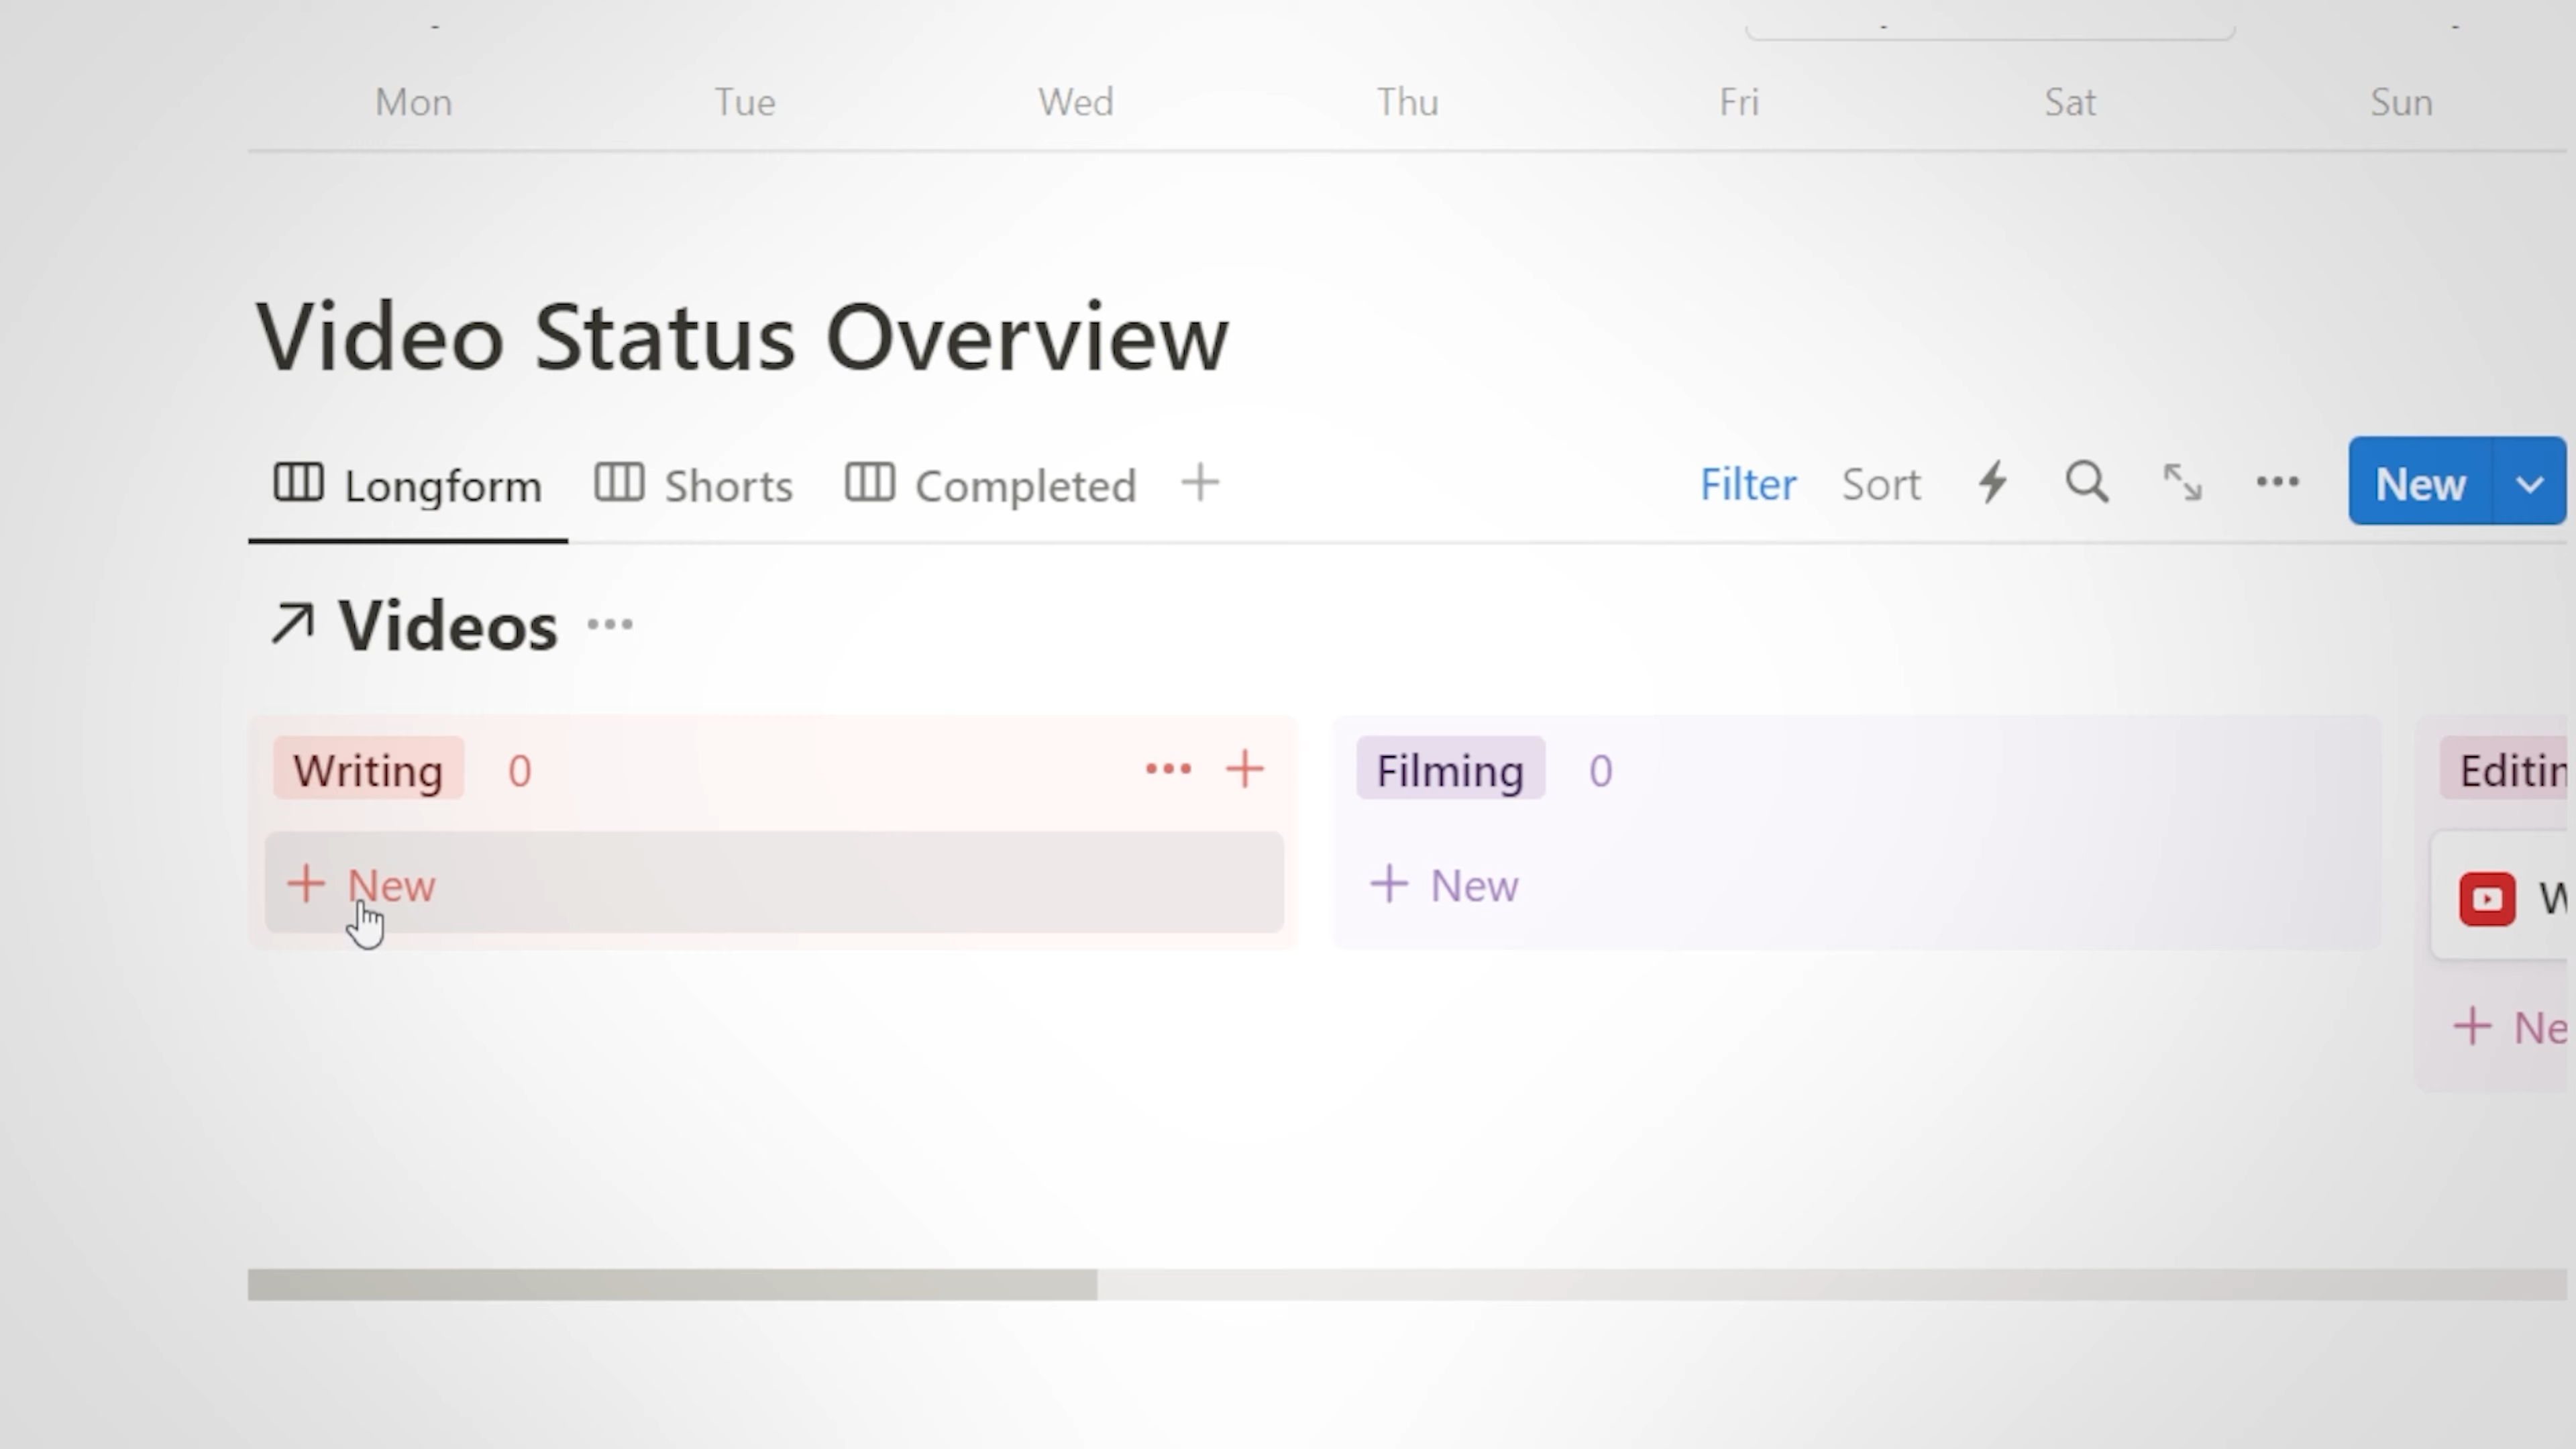 Mon Tue Wed Thu Fri Sat Sun
Video Status Overview
Longform Shorts Completed Filter Sort New
Videos
Writing 0 Filming 0
New New